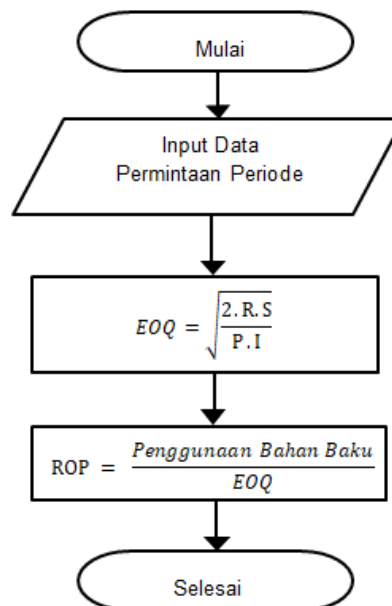 Mulai
Input Data
Permintaan Periode
EOQ = √(2.R.S / P.I)
ROP = Penggunaan Bahan Baku / EOQ
Selesai